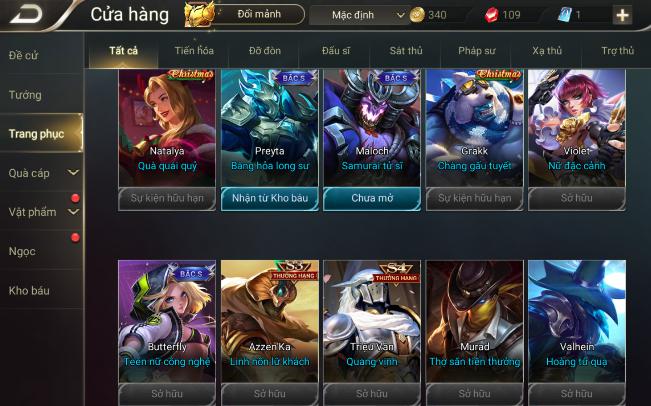 Cửa hàng
Đổi mảnh
Mặc định
340
109
1
Đề cử
Tướng
Trang phục
Quà cáp
Vật phẩm
Ngọc
Kho báu
Tất cả
Tiến hóa
Đỡ đòn
Đấu sĩ
Sát thủ
Pháp sư
Xạ thủ
Trợ thủ
Christmas
BẬC S
BẬC S
Christmas
Natalya
Preyta
Maloch
Grakk
Violet
Quà quái quỷ
Băng hỏa long sư
Samurai tử sĩ
Chàng gấu tuyết
Nữ đặc cảnh
Sự kiện hữu hạn
Nhận từ Kho báu
Chưa mở
Sự kiện hữu hạn
Sở hữu
BẬC S
S3
THƯỞNG HẠNG
S4
THƯỞNG HẠNG
Butterfly
Azzen'Ka
Triệu Vân
Murad
Valhein
Teen nữ công nghệ
Linh hồn lữ khách
Quang vinh
Thợ săn tiền thưởng
Hoàng tử quạ
Sở hữu
Sở hữu
Sở hữu
Sở hữu
Sở hữu